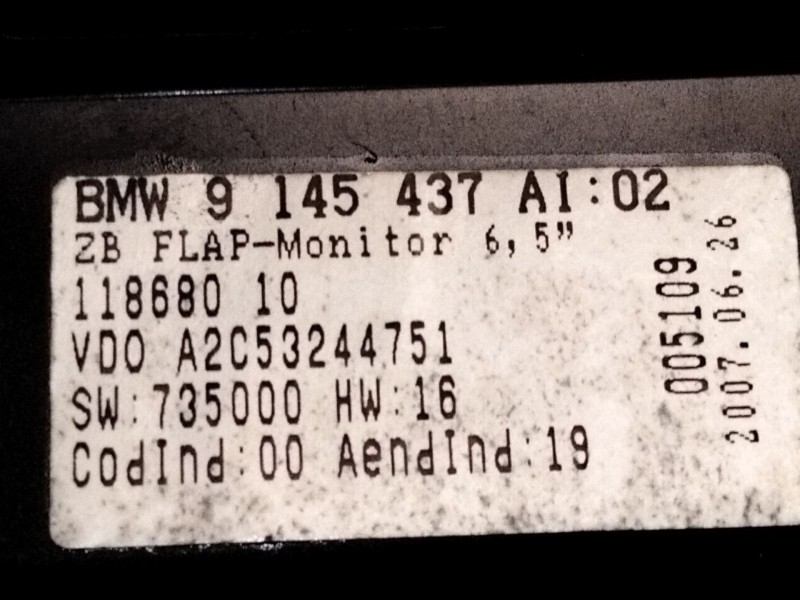 BMW 9 145 437 AI:02
ZB FLAP-Monitor 6,5"
118680 10
VDO A2C53244751
SW:735000 HW:16
CodInd:00 AendInd:19
005109
2007.06.26